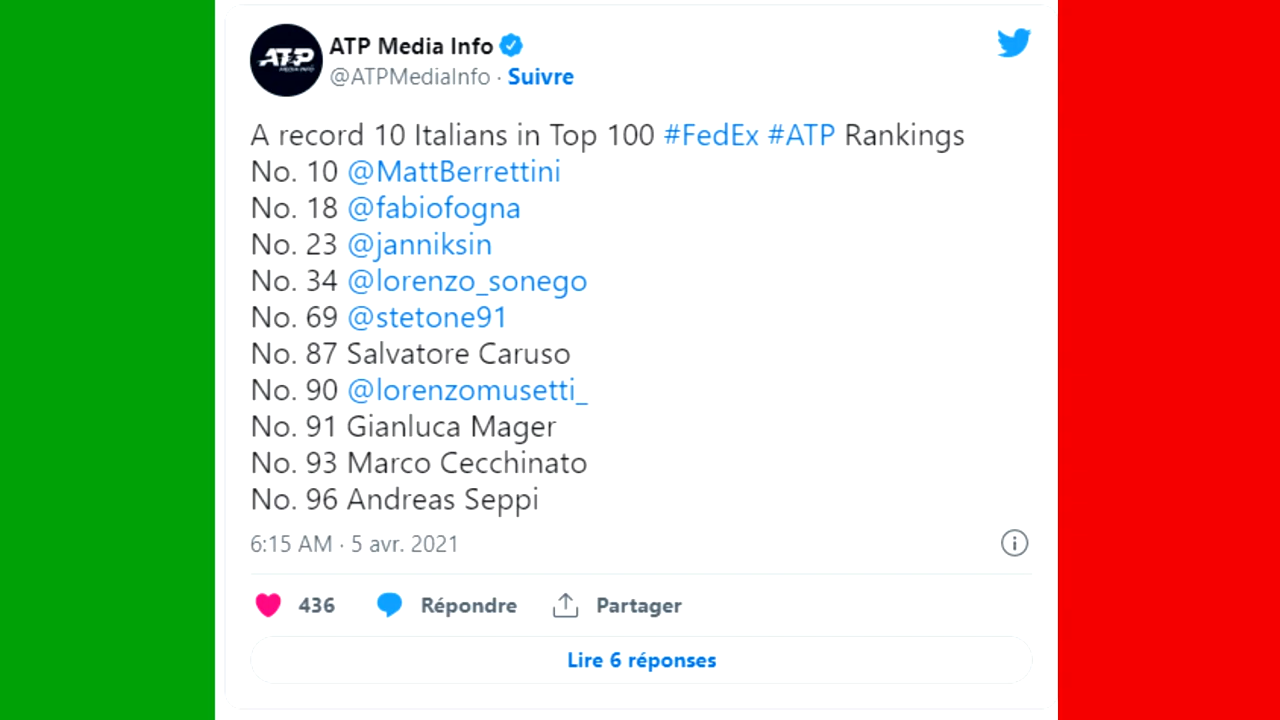 ATP Media Info
@ATPMediaInfo · Suivre
A record 10 Italians in Top 100 #FedEx #ATP Rankings
No. 10 @MattBerrettini
No. 18 @fabiofogna
No. 23 @janniksin
No. 34 @lorenzo_sonego
No. 69 @stetone91
No. 87 Salvatore Caruso
No. 90 @lorenzomusetti_
No. 91 Gianluca Mager
No. 93 Marco Cecchinato
No. 96 Andreas Seppi
6:15 AM · 5 avr. 2021
436 Répondre Partager
Lire 6 réponses
ATP
MEDIA INFO